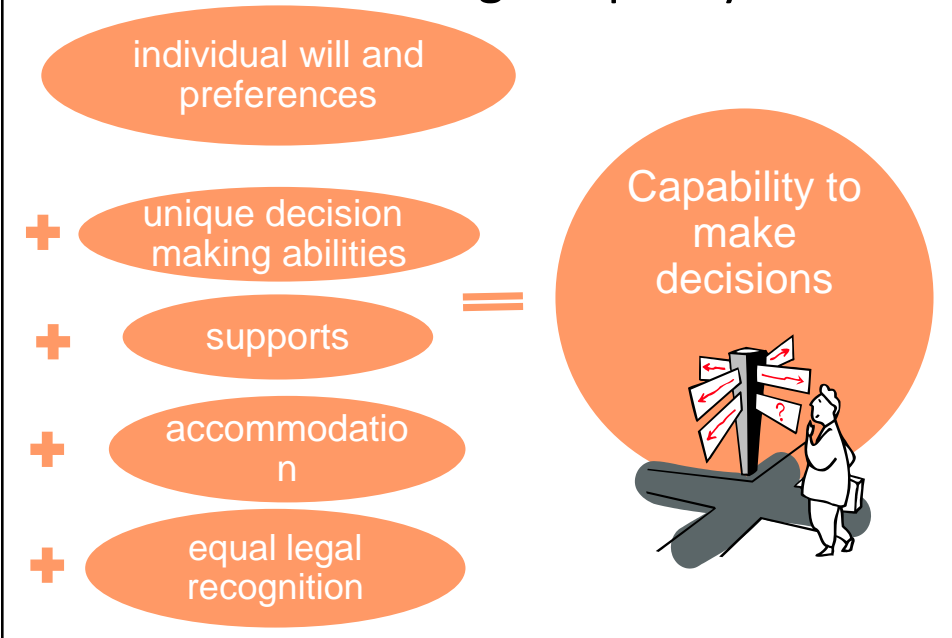 individual will and
preferences
+ unique decision
making abilities
+ supports
+ accommodatio
n
+ equal legal
recognition
=
Capability to
make
decisions
?